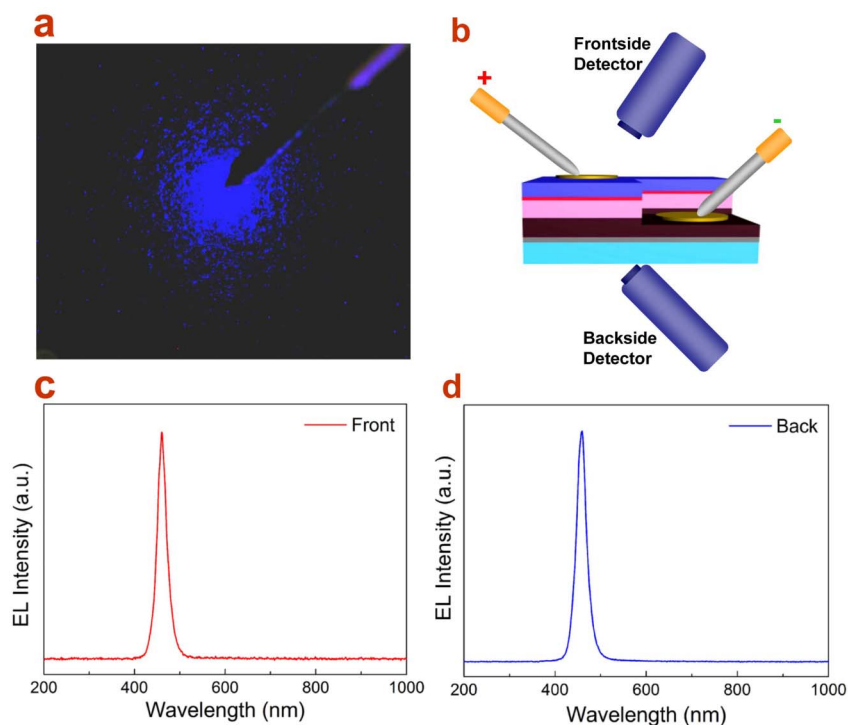 a
b
Frontside
Detector
+
-
Backside
Detector
c
Front
EL Intensity (a.u.)
200 400 600 800 1000
Wavelength (nm)
d
Back
EL Intensity (a.u.)
200 400 600 800 1000
Wavelength (nm)